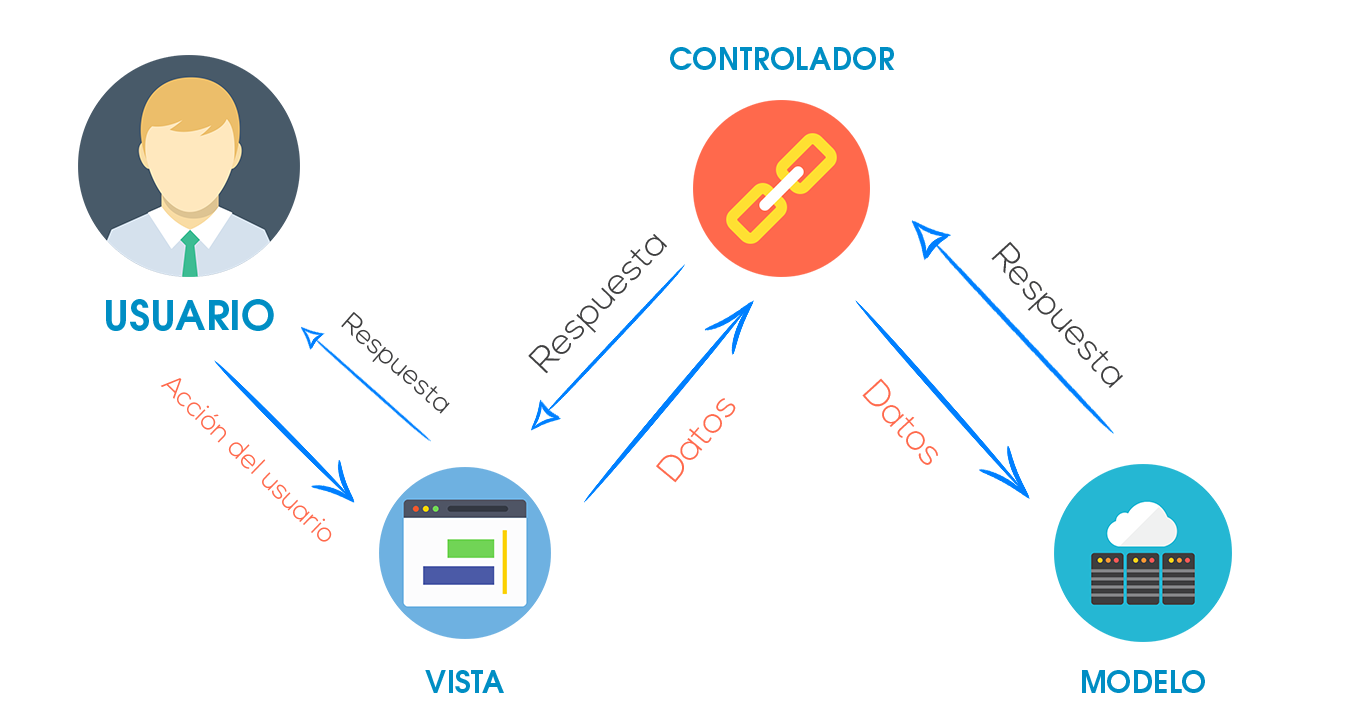 CONTROLADOR
USUARIO
Respuesta
Acción del usuario
Respuesta
Datos
Datos
Respuesta
VISTA
MODELO